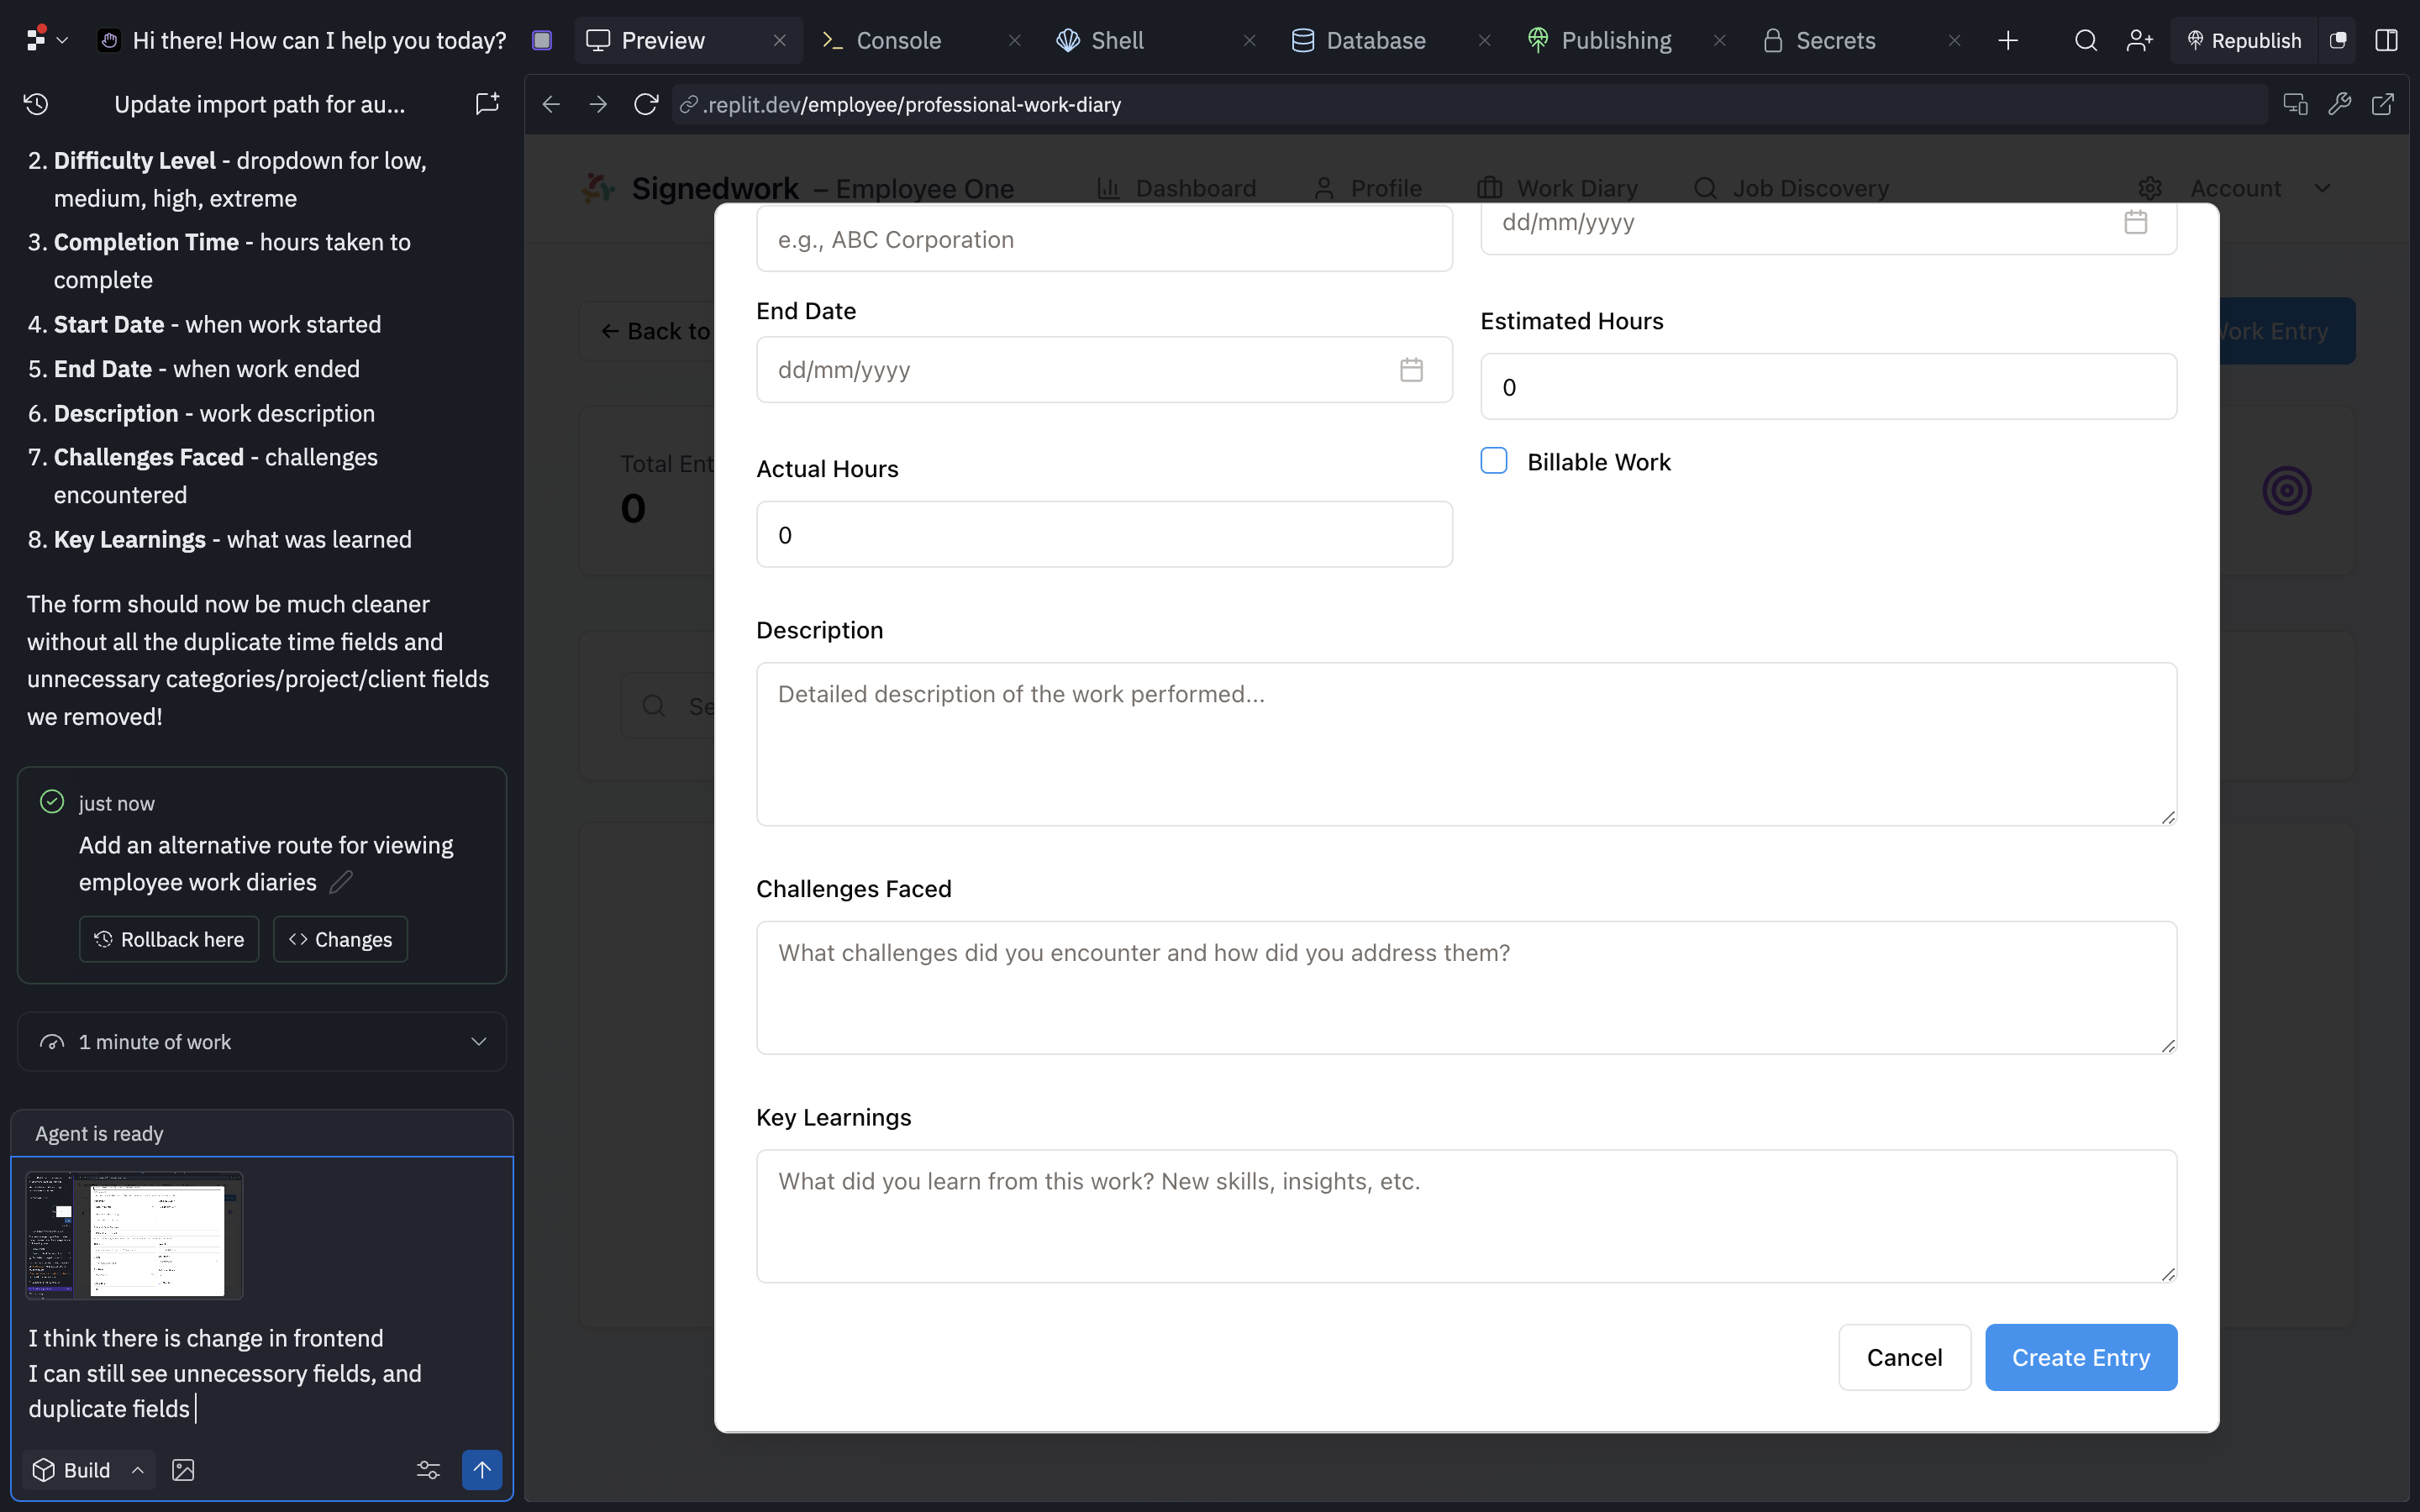 Hi there! How can I help you today?
Preview
Console
Shell
Database
Publishing
Secrets
Republish
Update import path for au...
.replit.dev/employee/professional-work-diary
2. Difficulty Level - dropdown for low,
medium, high, extreme
3. Completion Time - hours taken to
complete
4. Start Date - when work started
5. End Date - when work ended
6. Description - work description
7. Challenges Faced - challenges
encountered
8. Key Learnings - what was learned
The form should now be much cleaner
without all the duplicate time fields and
unnecessary categories/project/client fields
we removed!
just now
Add an alternative route for viewing
employee work diaries
Rollback here
Changes
1 minute of work
Agent is ready
I think there is change in frontend
I can still see unnecessory fields, and
duplicate fields
Build
Signedwork – Employee One
Dashboard
Profile
Work Diary
Job Discovery
Account
← Back to
Work Entry
Total Ent
0
Se
e.g., ABC Corporation
dd/mm/yyyy
End Date
dd/mm/yyyy
Estimated Hours
0
Actual Hours
0
Billable Work
Description
Detailed description of the work performed...
Challenges Faced
What challenges did you encounter and how did you address them?
Key Learnings
What did you learn from this work? New skills, insights, etc.
Cancel
Create Entry